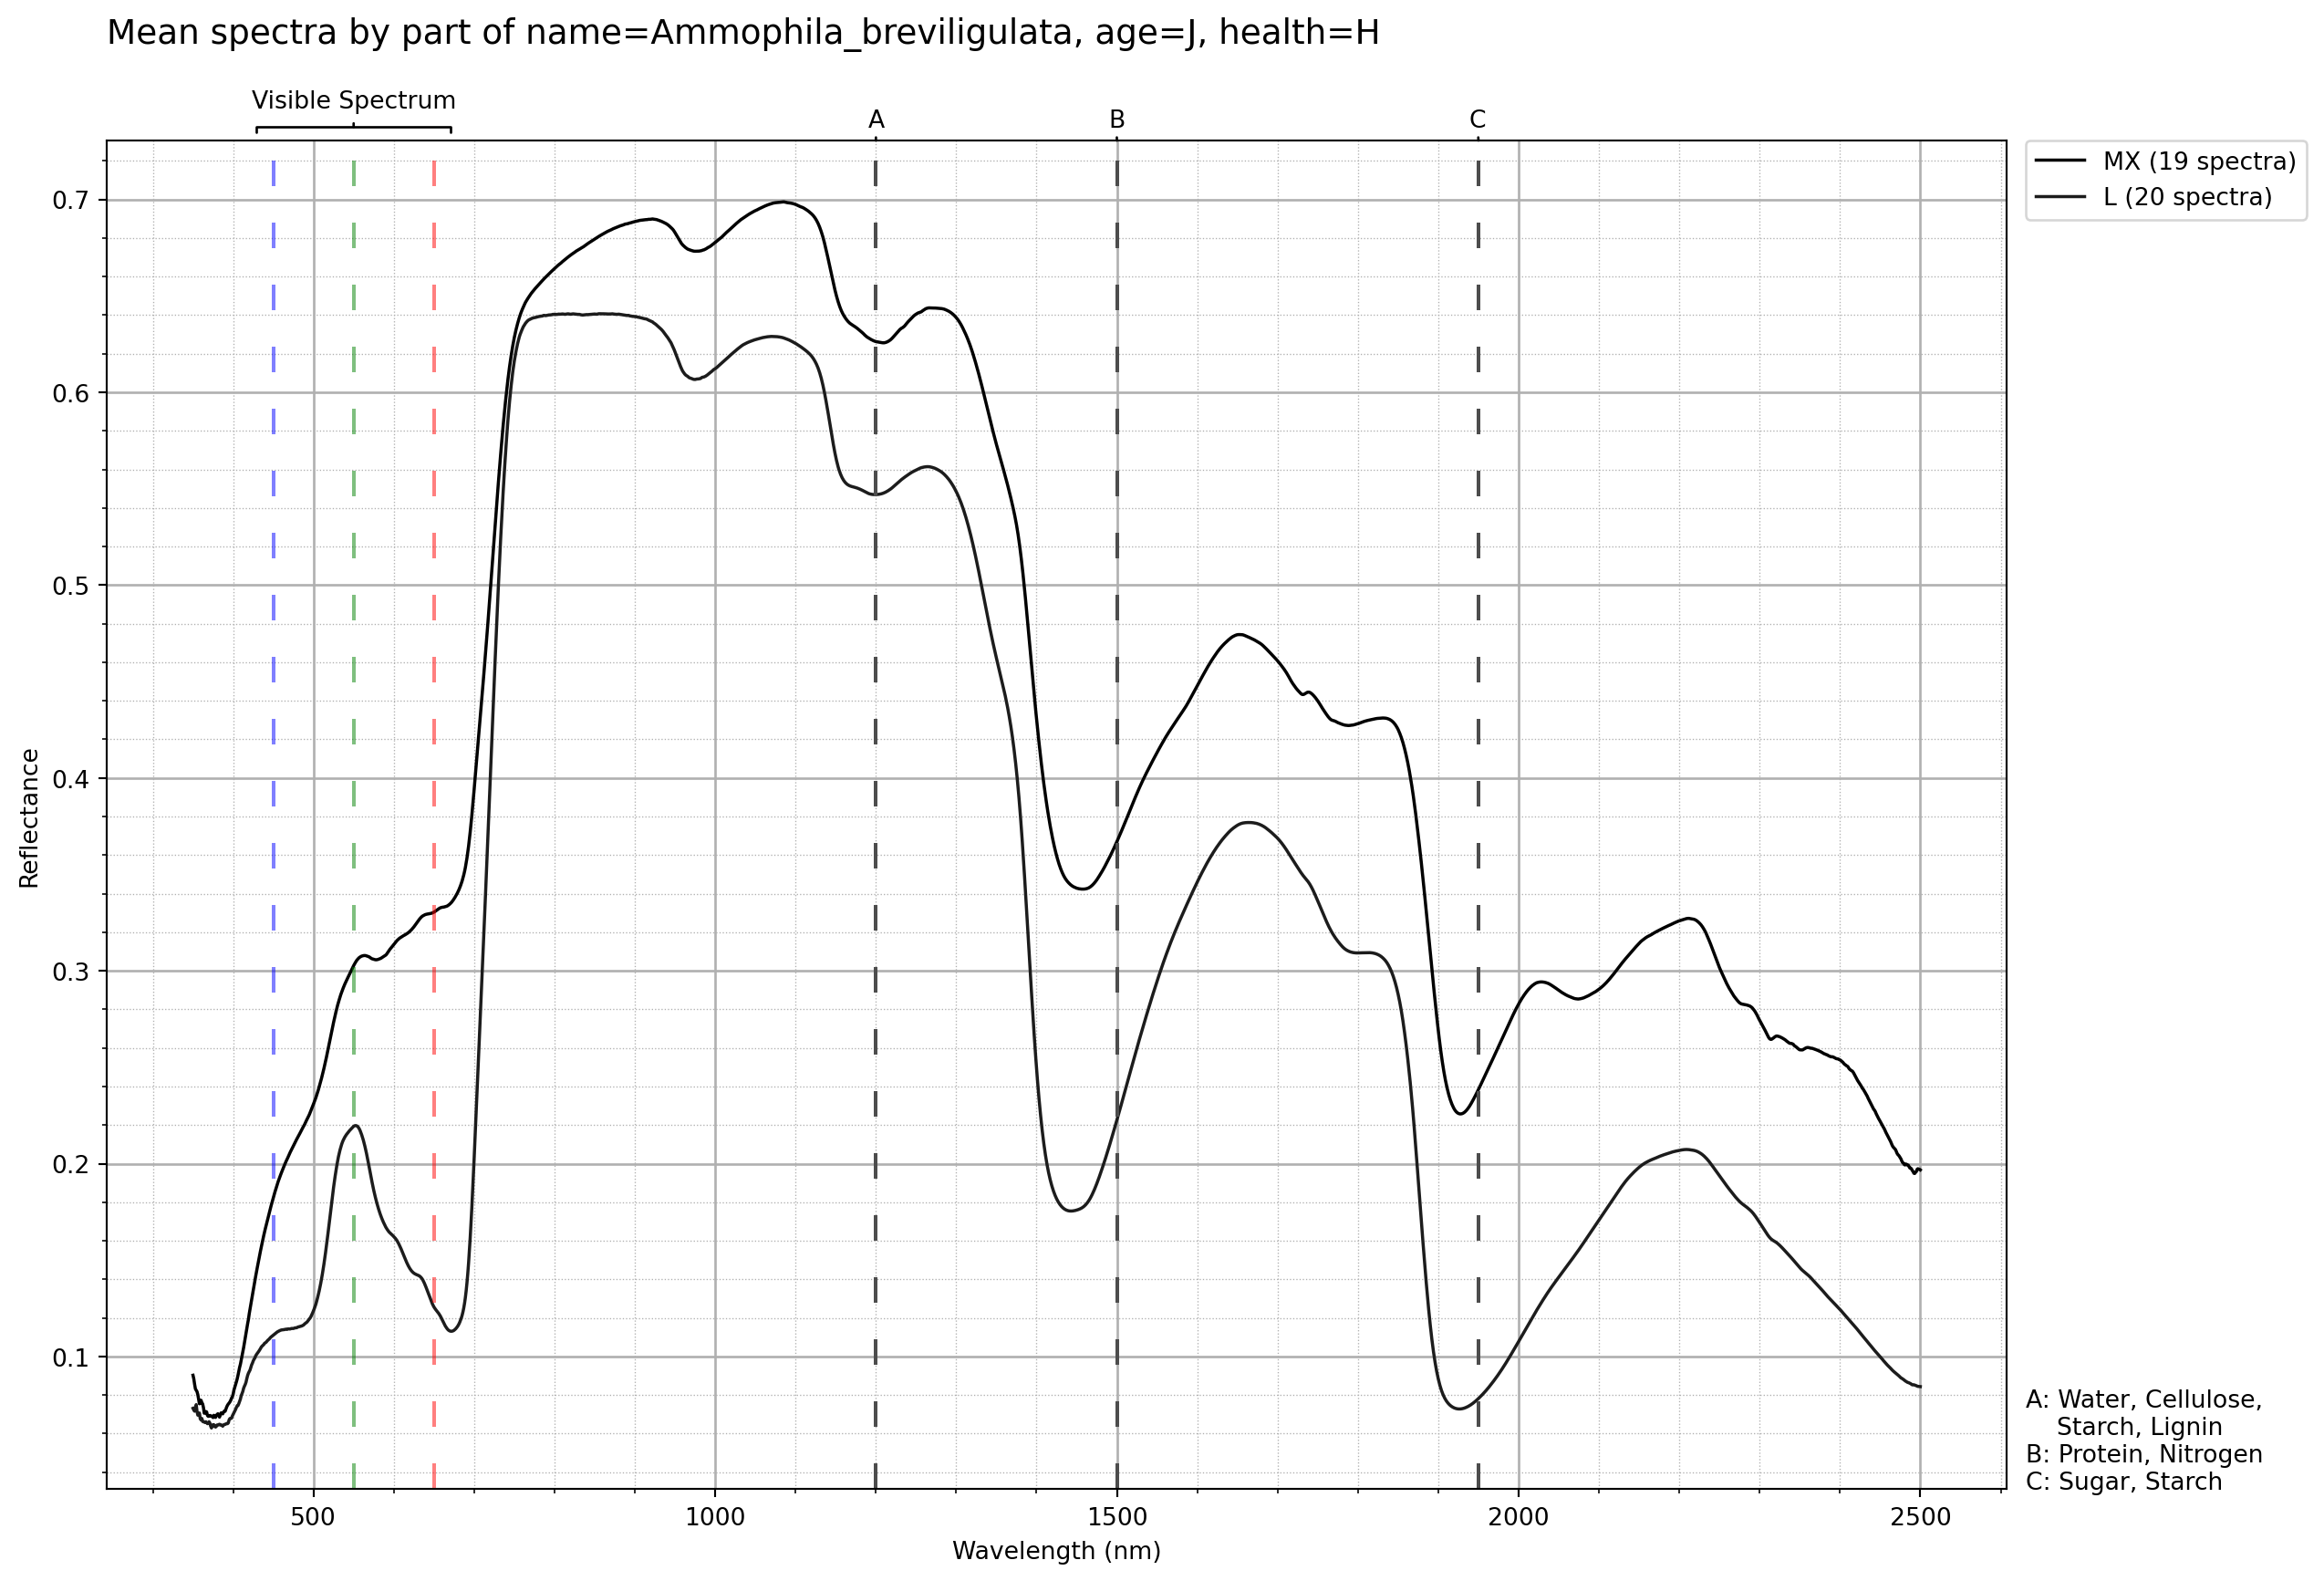 Mean spectra by part of name=Ammophila_breviligulata, age=J, health=H
Visible Spectrum
A
B
C
MX (19 spectra)
L (20 spectra)
0.7
0.6
0.5
0.4
0.3
0.2
0.1
Reflectance
500
1000
1500
2000
2500
Wavelength (nm)
A: Water, Cellulose,
Starch, Lignin
B: Protein, Nitrogen
C: Sugar, Starch